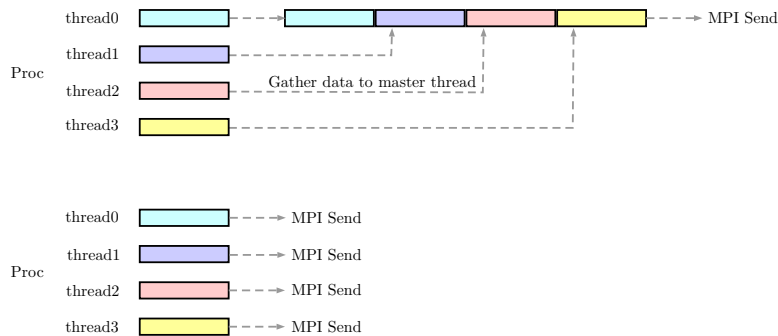 thread0
MPI Send
thread1
Proc
Gather data to master thread
thread2
thread3
thread0
MPI Send
thread1
MPI Send
Proc
thread2
MPI Send
thread3
MPI Send